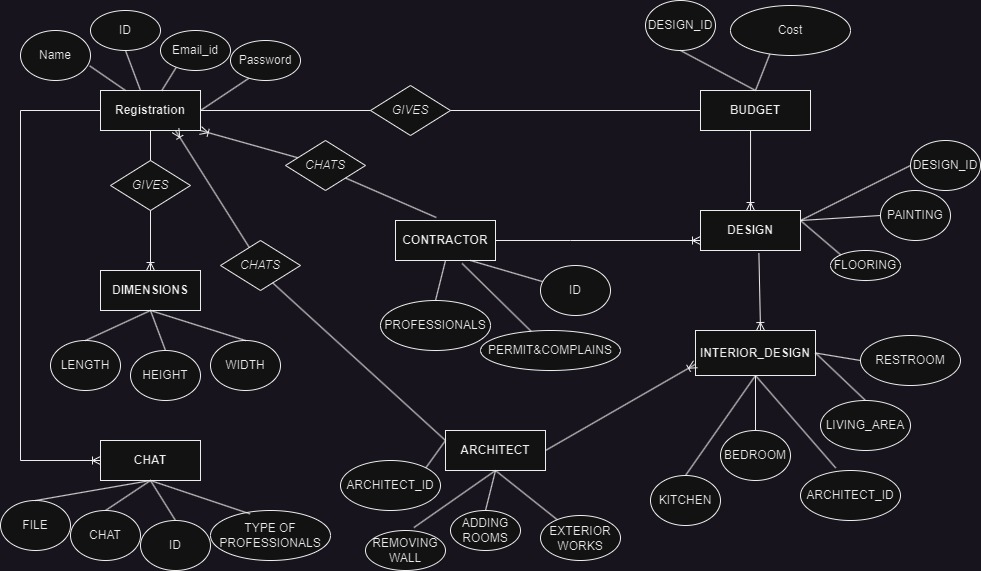 DESIGN_ID
Cost
ID
Name
Email_id
Password
Registration
GIVES
BUDGET
CHATS
DESIGN_ID
GIVES
PAINTING
DESIGN
CONTRACTOR
CHATS
FLOORING
DIMENSIONS
ID
PROFESSIONALS
PERMIT&COMPLAINS
INTERIOR_DESIGN
RESTROOM
LENGTH
HEIGHT
WIDTH
LIVING_AREA
ARCHITECT
BEDROOM
CHAT
ARCHITECT_ID
KITCHEN
ARCHITECT_ID
FILE
CHAT
ID
TYPE OF
PROFESSIONALS
REMOVING
WALL
ADDING
ROOMS
EXTERIOR
WORKS